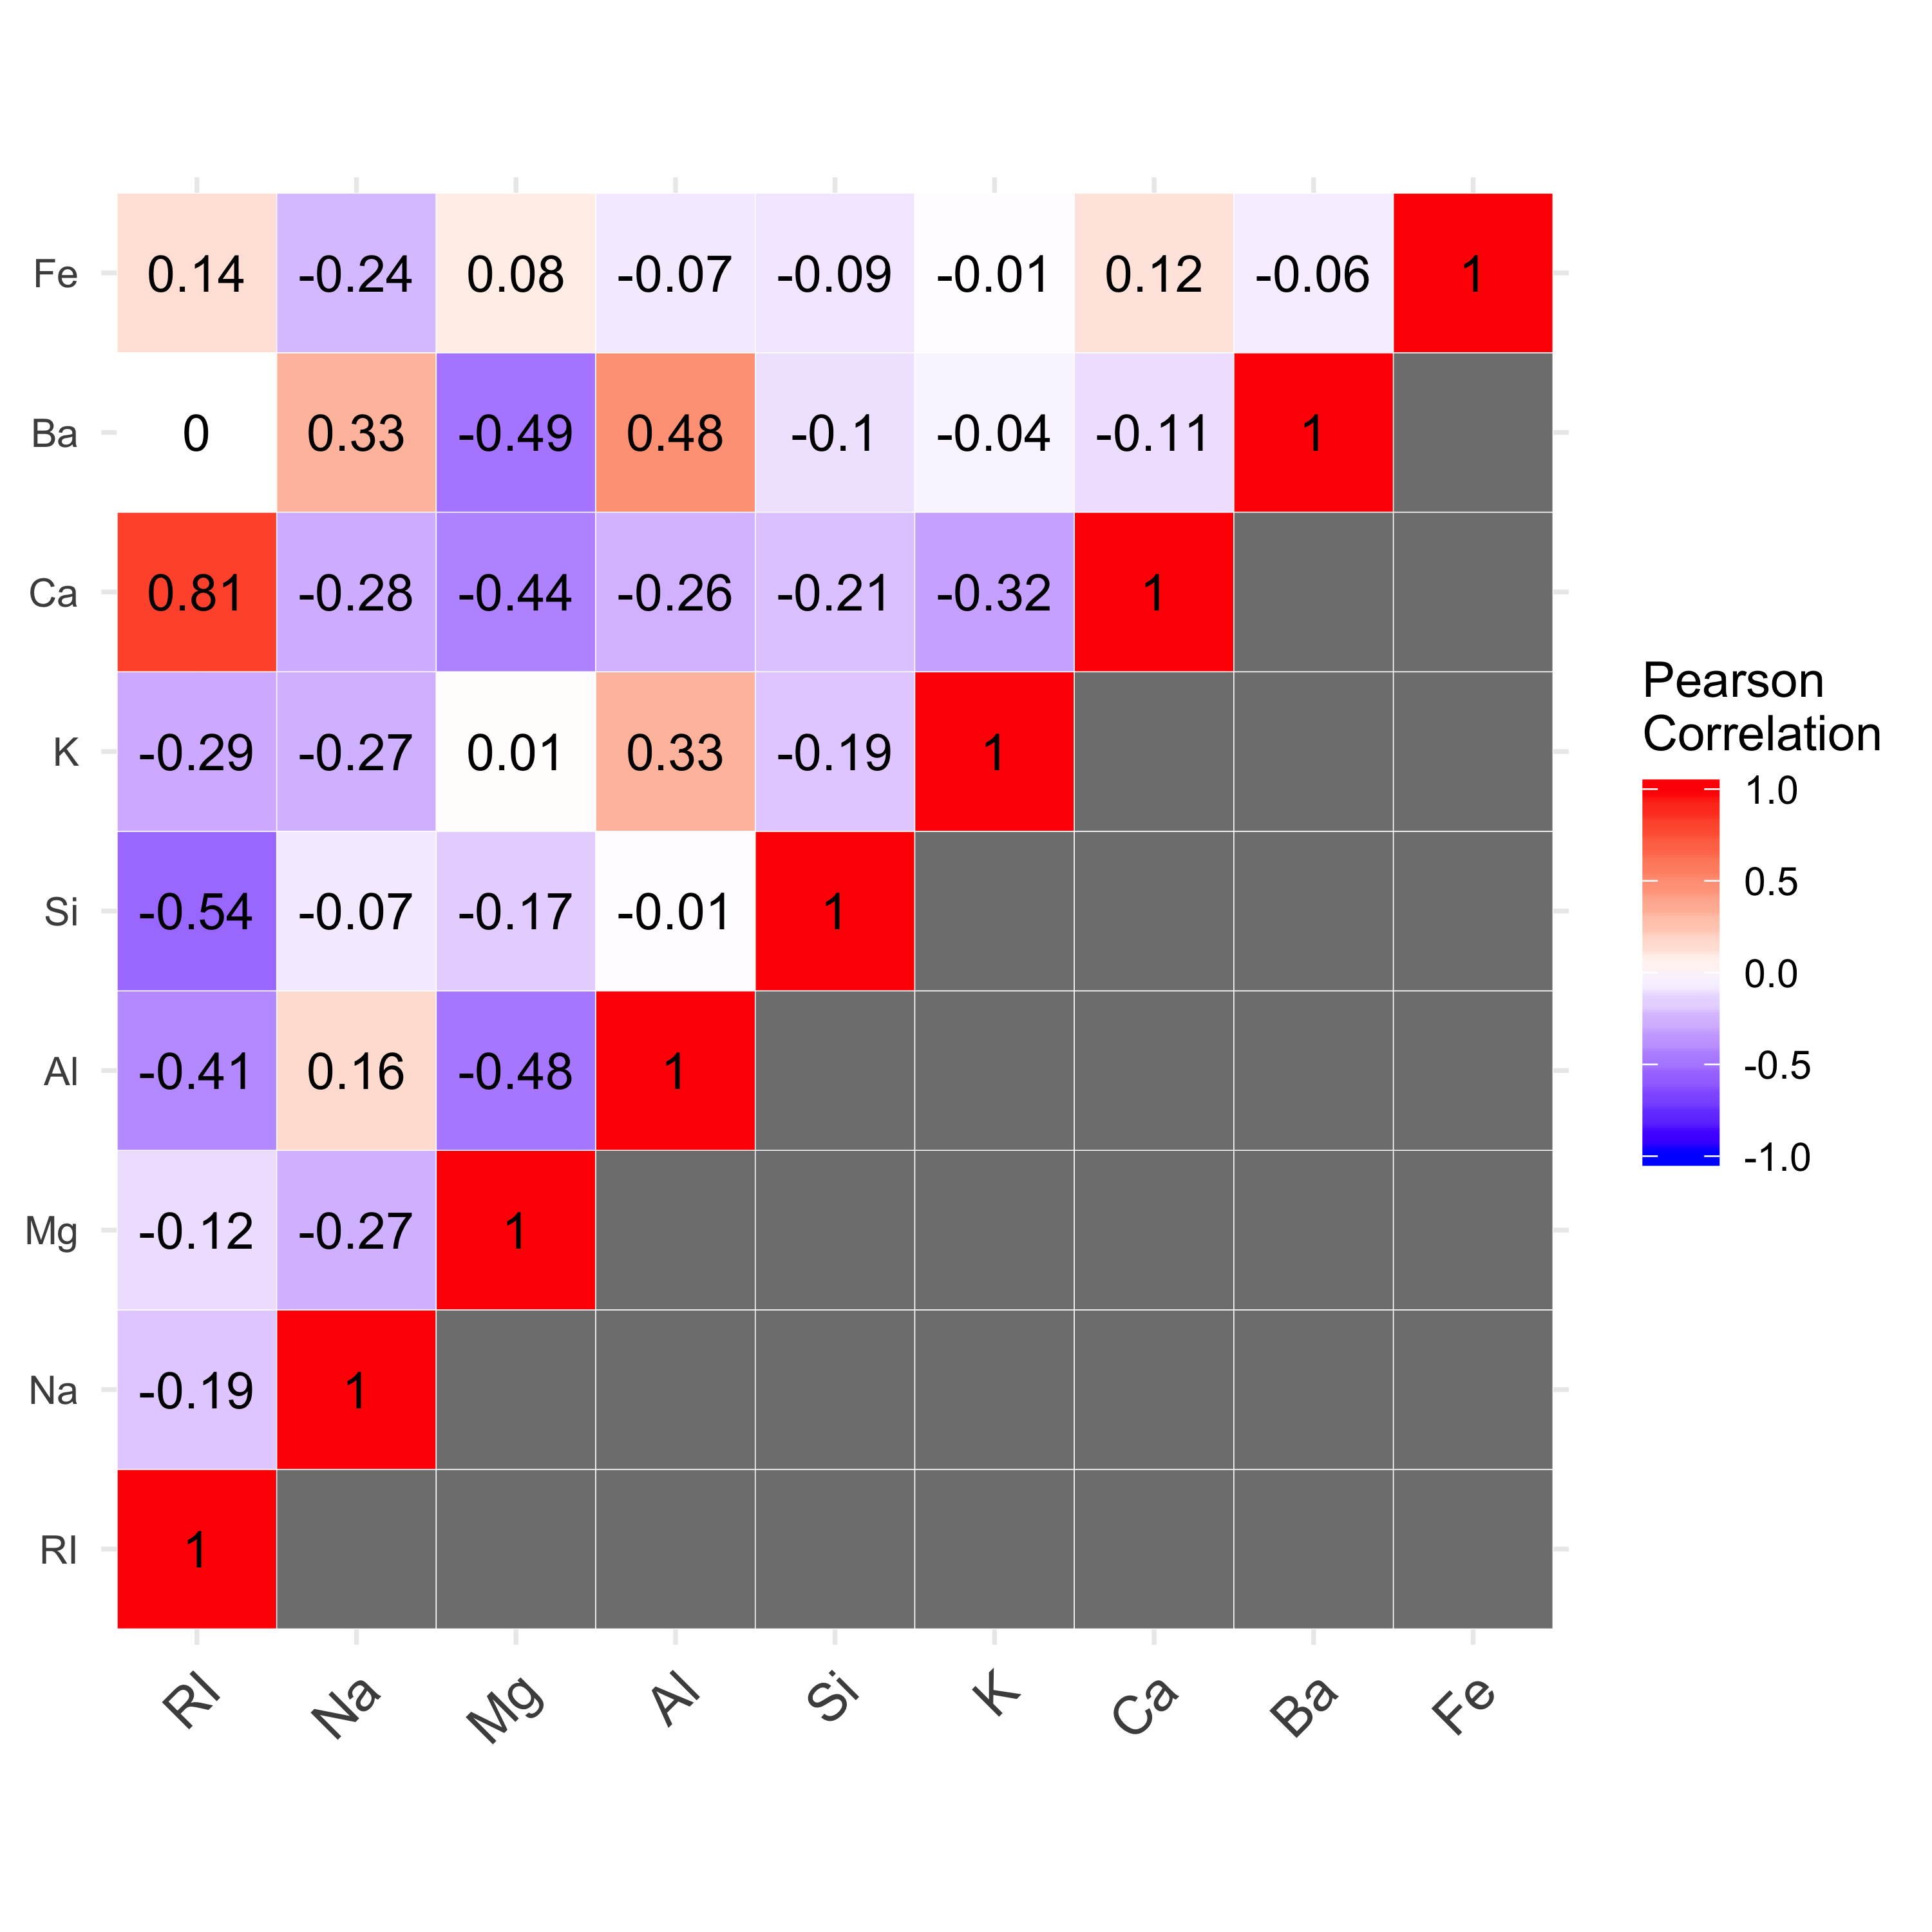 Fe 0.14 -0.24 0.08 -0.07 -0.09 -0.01 0.12 -0.06 1
Ba 0 0.33 -0.49 0.48 -0.1 -0.04 -0.11 1
Ca 0.81 -0.28 -0.44 -0.26 -0.21 -0.32 1
K -0.29 -0.27 0.01 0.33 -0.19 1
Si -0.54 -0.07 -0.17 -0.01 1
Al -0.41 0.16 -0.48 1
Mg -0.12 -0.27 1
Na -0.19 1
RI 1
RI Na Mg Al Si K Ca Ba Fe
Pearson
Correlation
1.0
0.5
0.0
-0.5
-1.0